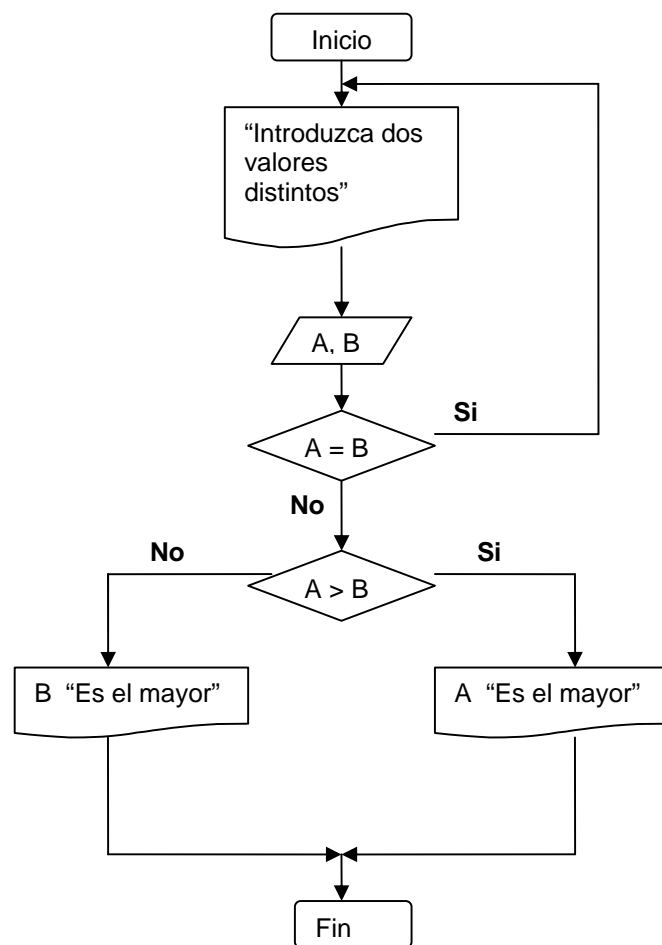 Inicio
“Introduzca dos
valores
distintos”
A, B
Si
A = B
No
No
Si
A > B
B “Es el mayor”
A “Es el mayor”
Fin